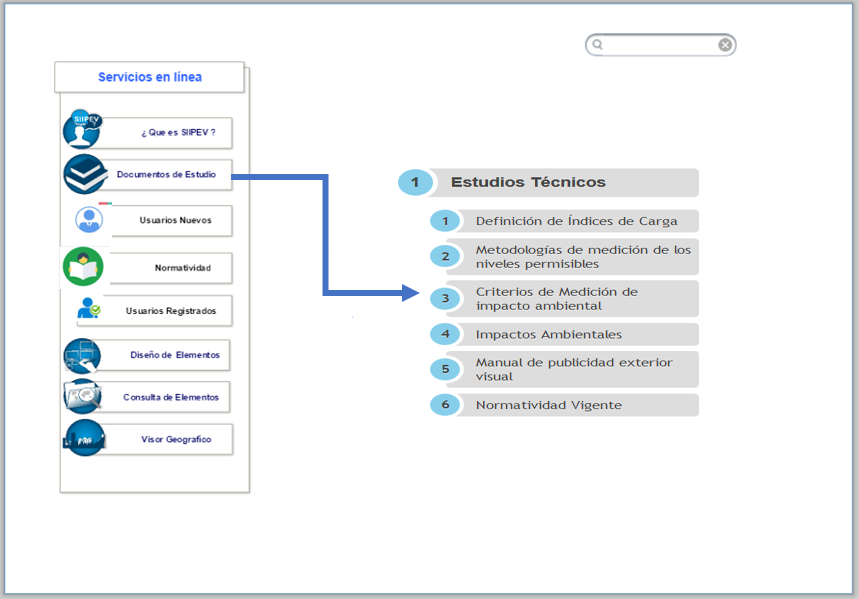 Servicios en línea
SIIPEV
¿ Que es SIIPEV ?
Documentos de Estudio
Usuarios Nuevos
Normatividad
Usuarios Registrados
Diseño de Elementos
Consulta de Elementos
Visor Geografico
1 Estudios Técnicos
1 Definición de Índices de Carga
2 Metodologías de medición de los
niveles permisibles
3 Criterios de Medición de
impacto ambiental
4 Impactos Ambientales
5 Manual de publicidad exterior
visual
6 Normatividad Vigente